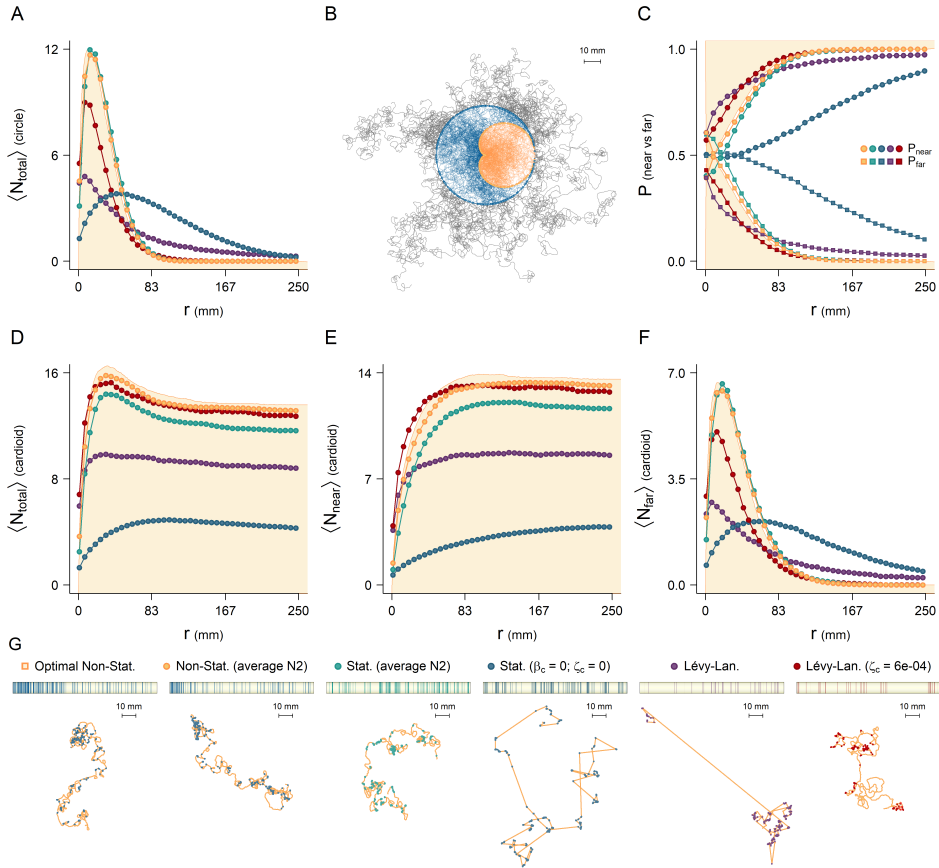 A
B
C
⟨N_total⟩ (circle)
12
6
0
0 83 167 250
r (mm)
10 mm
P (near vs far)
1.0
0.5
0.0
P_near
P_far
0 83 167 250
r (mm)
D
E
F
⟨N_total⟩ (cardioid)
16
8
0
0 83 167 250
r (mm)
⟨N_near⟩ (cardioid)
14
7
0
0 83 167 250
r (mm)
⟨N_far⟩ (cardioid)
7.0
3.5
0.0
0 83 167 250
r (mm)
G
Optimal Non-Stat. Non-Stat. (average N2) Stat. (average N2) Stat. (β_c = 0; ζ_c = 0) Lévy-Lan. Lévy-Lan. (ζ_c = 6e-04)
10 mm 10 mm 10 mm 10 mm 10 mm 10 mm